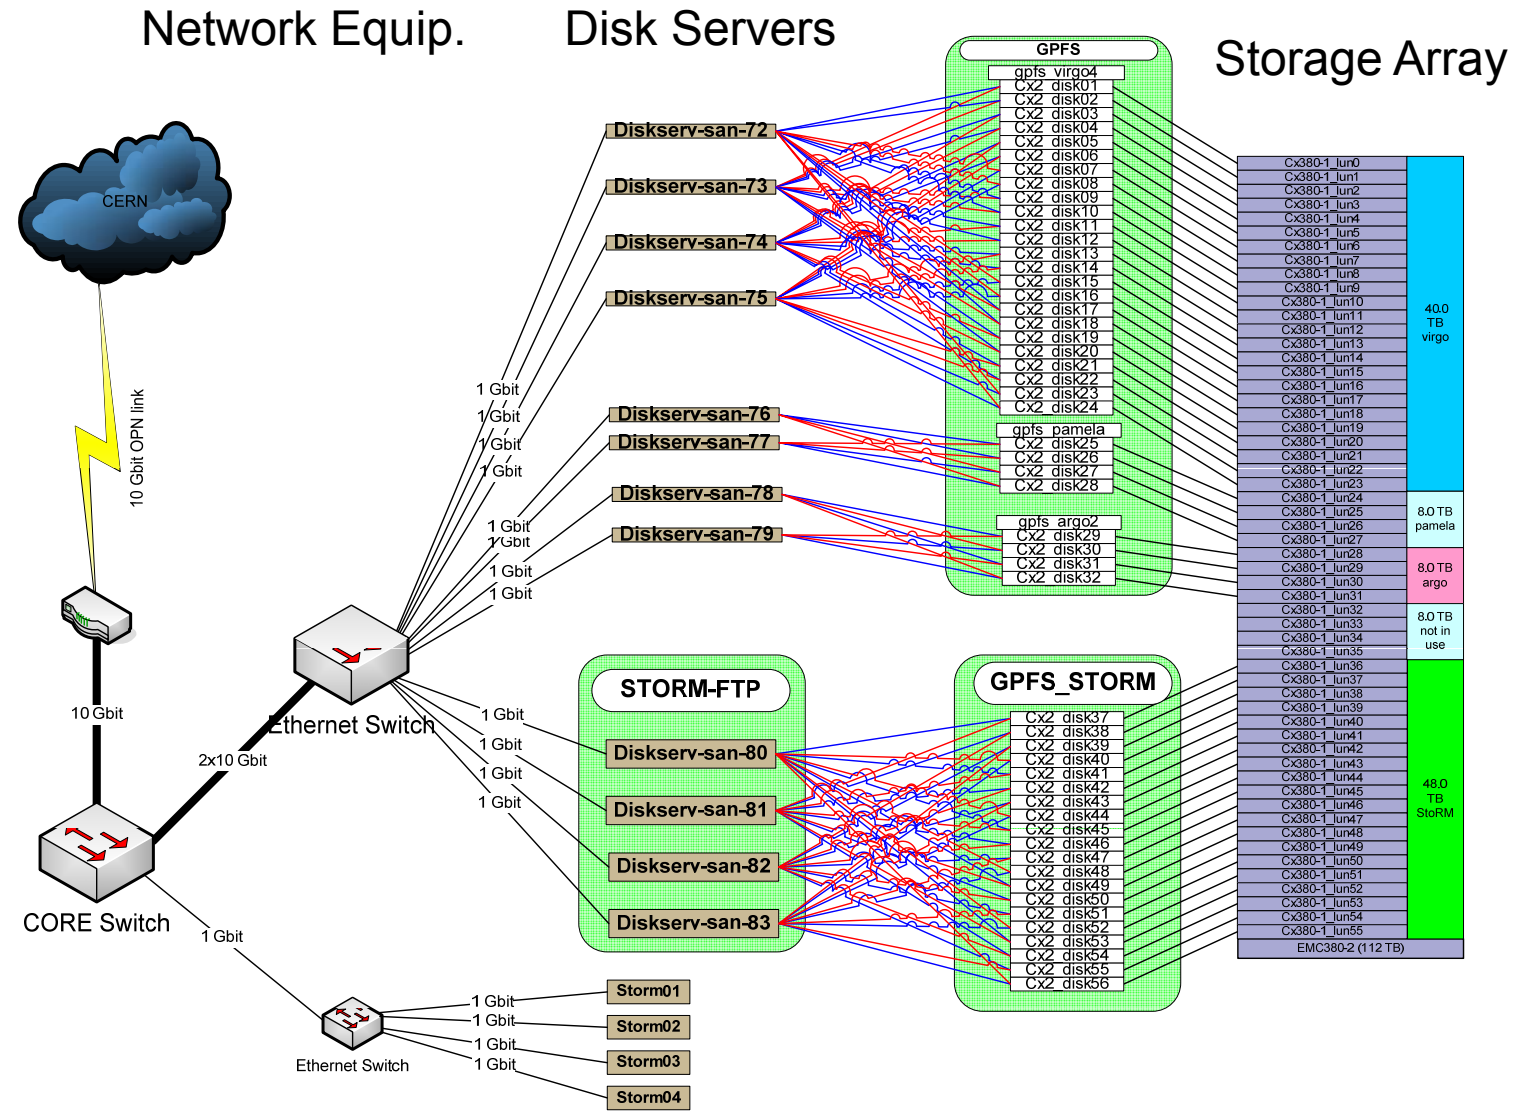 Network Equip.
Disk Servers
Storage Array
CERN
10 Gbit OPN link
10 Gbit
2x10 Gbit
CORE Switch
1 Gbit
Ethernet Switch
1 Gbit
1 Gbit
1 Gbit
1 Gbit
1 Gbit
1 Gbit
1 Gbit
1 Gbit
1 Gbit
1 Gbit
1 Gbit
1 Gbit
Ethernet Switch
1 Gbit
1 Gbit
1 Gbit
1 Gbit
Diskserv-san-72
Diskserv-san-73
Diskserv-san-74
Diskserv-san-75
Diskserv-san-76
Diskserv-san-77
Diskserv-san-78
Diskserv-san-79
STORM-FTP
Diskserv-san-80
Diskserv-san-81
Diskserv-san-82
Diskserv-san-83
Storm01
Storm02
Storm03
Storm04
GPFS
gpfs_virgo4
Cx2_disk01
Cx2_disk02
Cx2_disk03
Cx2_disk04
Cx2_disk05
Cx2_disk06
Cx2_disk07
Cx2_disk08
Cx2_disk09
Cx2_disk10
Cx2_disk11
Cx2_disk12
Cx2_disk13
Cx2_disk14
Cx2_disk15
Cx2_disk16
Cx2_disk17
Cx2_disk18
Cx2_disk19
Cx2_disk20
Cx2_disk21
Cx2_disk22
Cx2_disk23
Cx2_disk24
gpfs_pamela
Cx2_disk25
Cx2_disk26
Cx2_disk27
Cx2_disk28
gpfs_argo2
Cx2_disk29
Cx2_disk30
Cx2_disk31
Cx2_disk32
GPFS_STORM
Cx2_disk37
Cx2_disk38
Cx2_disk39
Cx2_disk40
Cx2_disk41
Cx2_disk42
Cx2_disk43
Cx2_disk44
Cx2_disk45
Cx2_disk46
Cx2_disk47
Cx2_disk48
Cx2_disk49
Cx2_disk50
Cx2_disk51
Cx2_disk52
Cx2_disk53
Cx2_disk54
Cx2_disk55
Cx2_disk56
Cx380-1_lun0
Cx380-1_lun1
Cx380-1_lun2
Cx380-1_lun3
Cx380-1_lun4
Cx380-1_lun5
Cx380-1_lun6
Cx380-1_lun7
Cx380-1_lun8
Cx380-1_lun9
Cx380-1_lun10
Cx380-1_lun11
Cx380-1_lun12
Cx380-1_lun13
Cx380-1_lun14
Cx380-1_lun15
Cx380-1_lun16
Cx380-1_lun17
Cx380-1_lun18
Cx380-1_lun19
Cx380-1_lun20
Cx380-1_lun21
Cx380-1_lun22
Cx380-1_lun23
Cx380-1_lun24
Cx380-1_lun25
Cx380-1_lun26
Cx380-1_lun27
Cx380-1_lun28
Cx380-1_lun29
Cx380-1_lun30
Cx380-1_lun31
Cx380-1_lun32
Cx380-1_lun33
Cx380-1_lun34
Cx380-1_lun35
Cx380-1_lun36
Cx380-1_lun37
Cx380-1_lun38
Cx380-1_lun39
Cx380-1_lun40
Cx380-1_lun41
Cx380-1_lun42
Cx380-1_lun43
Cx380-1_lun44
Cx380-1_lun45
Cx380-1_lun46
Cx380-1_lun47
Cx380-1_lun48
Cx380-1_lun49
Cx380-1_lun50
Cx380-1_lun51
Cx380-1_lun52
Cx380-1_lun53
Cx380-1_lun54
Cx380-1_lun55
EMC380-2 (112 TB)
40.0
TB
virgo
8.0 TB
pamela
8.0 TB
argo
8.0 TB
not in
use
48.0
TB
StoRM